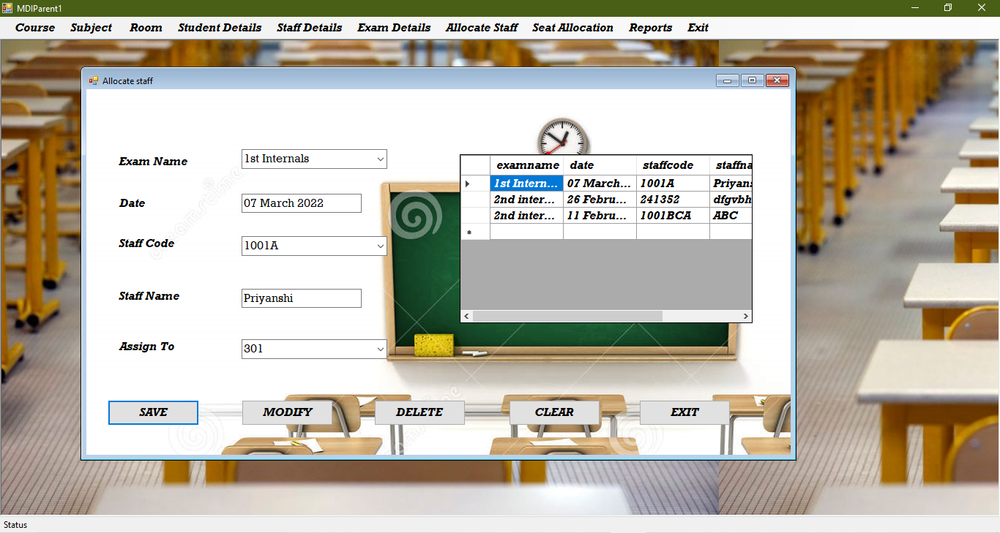 MDIParent1
Course Subject Room Student Details Staff Details Exam Details Allocate Staff Seat Allocation Reports Exit
Allocate staff
Exam Name 1st Internals
Date 07 March 2022
Staff Code 1001A
Staff Name Priyanshi
Assign To 301
examname date staffcode staffna
1st Intern... 07 March... 1001A Priyans
2nd inter... 26 Febru... 241352 dfgvbh
2nd inter... 11 Febru... 1001BCA ABC
SAVE MODIFY DELETE CLEAR EXIT
Status